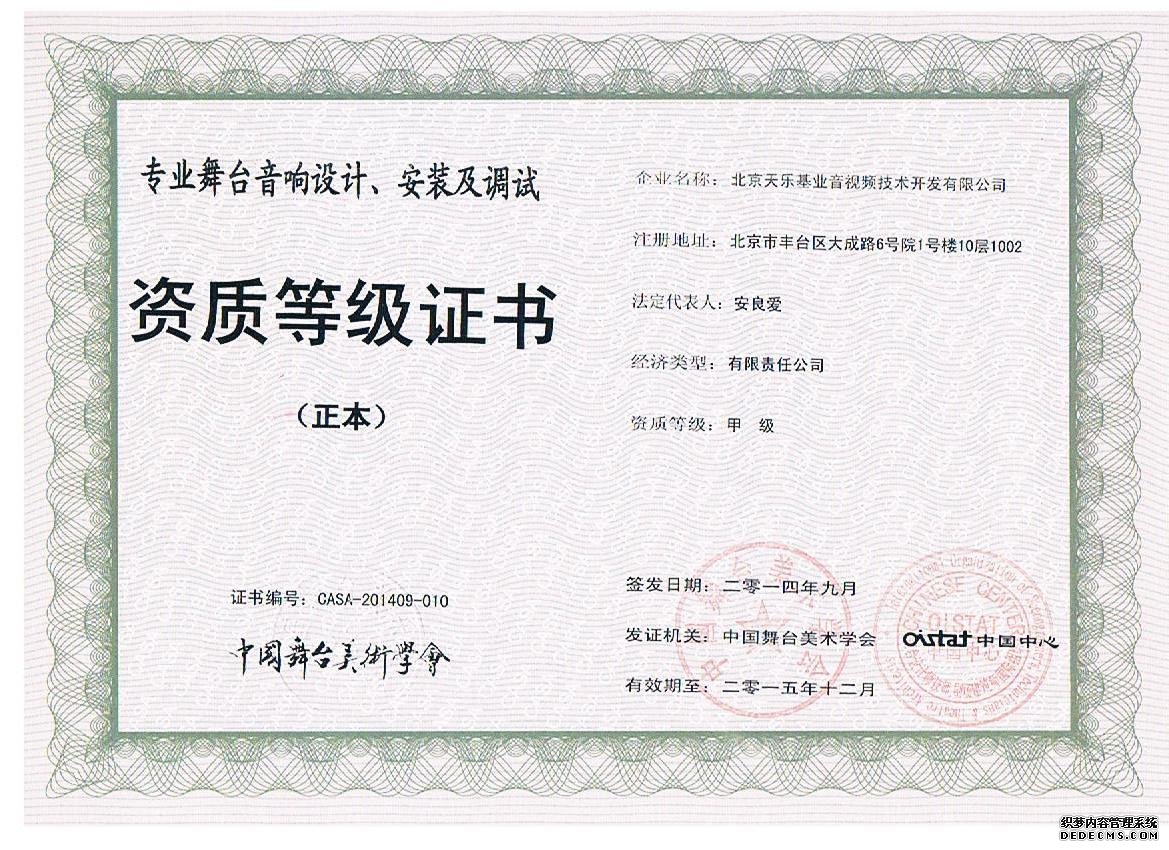 专业舞台音响设计、安装及调试
资质等级证书
（正本）
证书编号：CASA-201409-010
中国舞台美術學會
企业名称：北京天乐基业音视频技术开发有限公司
注册地址：北京市丰台区大成路6号院1号楼10层1002
法定代表人：安良爱
经济类型：有限责任公司
资质等级：甲 级
签发日期：二零一四年九月
发证机关：中国舞台美术学会 oistat中国中心
有效期至：二零一五年十二月
CHINESE CENTER
OISTAT
中国中心
织梦内容管理系统
DEDECMS.COM